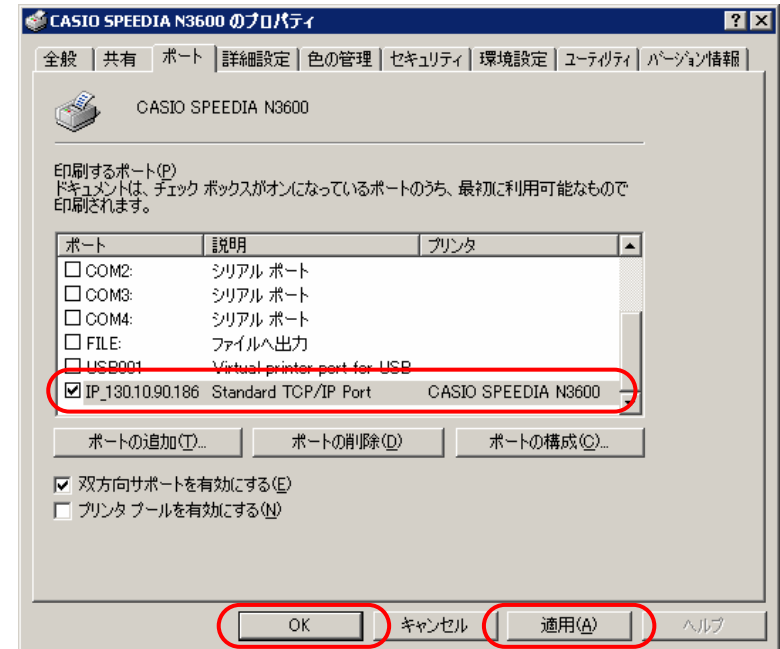 CASIO SPEEDIA N3600 のプロパティ
全般 共有 ポート 詳細設定 色の管理 セキュリティ 環境設定 ユーティリティ バージョン情報
CASIO SPEEDIA N3600
印刷するポート(P)
ドキュメントは、チェック ボックスがオンになっているポートのうち、最初に利用可能なもので
印刷されます。
ポート 説明 プリンタ
COM2: シリアル ポート
COM3: シリアル ポート
COM4: シリアル ポート
FILE: ファイルへ出力
USB001 Virtual printer port for USB
IP_130.10.90.186 Standard TCP/IP Port CASIO SPEEDIA N3600
ポートの追加(T)... ポートの削除(D) ポートの構成(C)...
双方向サポートを有効にする(E)
プリンタ プールを有効にする(N)
OK キャンセル 適用(A) ヘルプ